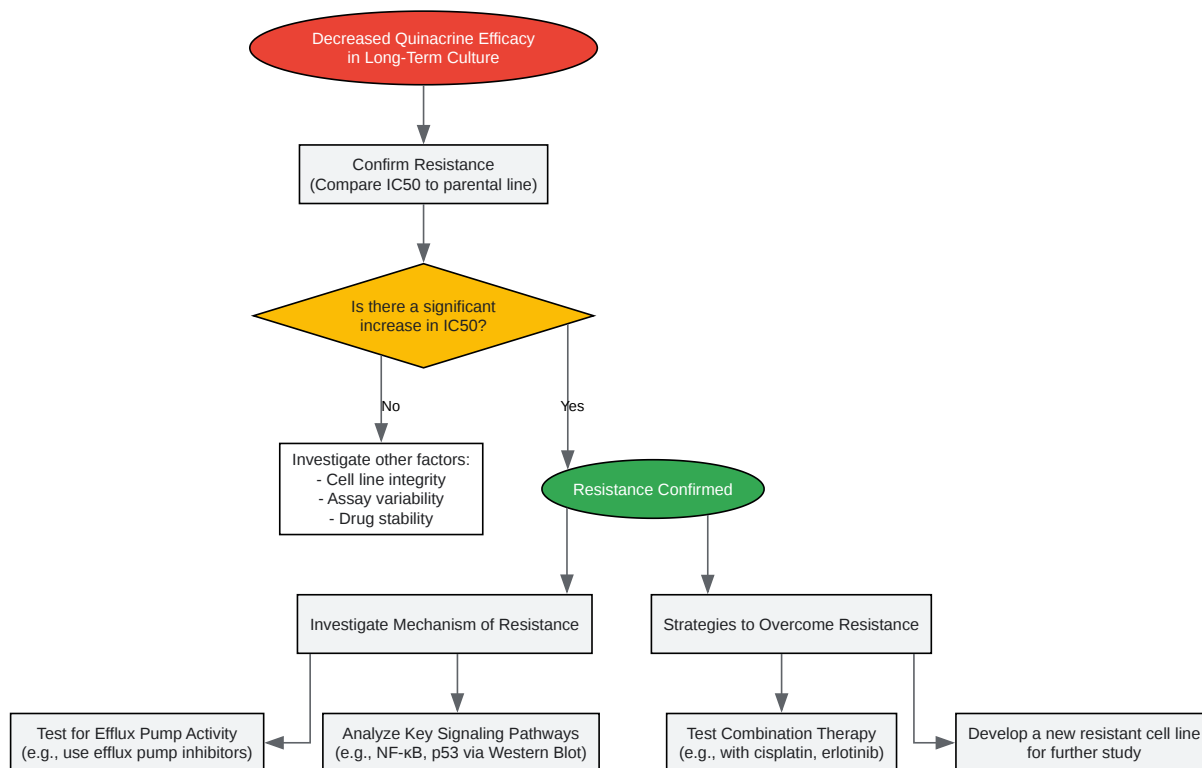 Decreased Quinacrine Efficacy
in Long-Term Culture
Confirm Resistance
(Compare IC50 to parental line)
Is there a significant
increase in IC50?
No
Yes
Investigate other factors:
- Cell line integrity
- Assay variability
- Drug stability
Resistance Confirmed
Investigate Mechanism of Resistance
Strategies to Overcome Resistance
Test for Efflux Pump Activity
(e.g., use efflux pump inhibitors)
Analyze Key Signaling Pathways
(e.g., NF-κB, p53 via Western Blot)
Test Combination Therapy
(e.g., with cisplatin, erlotinib)
Develop a new resistant cell line
for further study